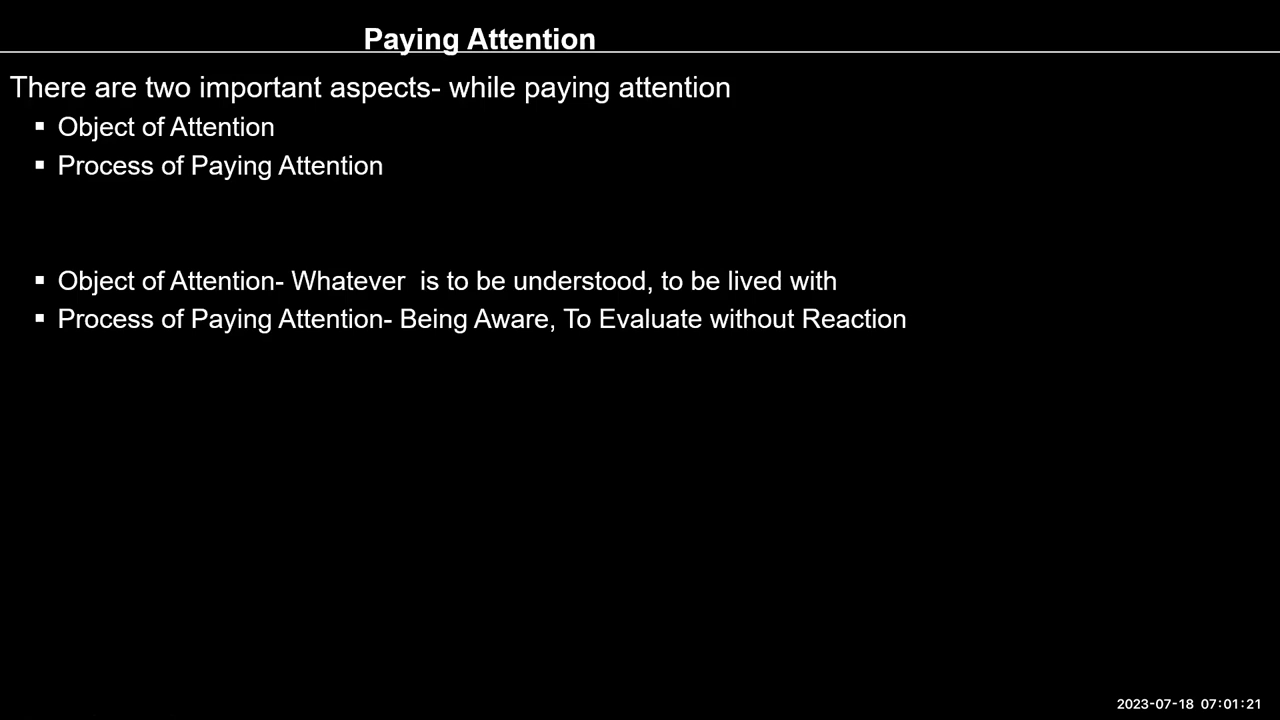 Paying Attention
There are two important aspects- while paying attention
▪ Object of Attention
▪ Process of Paying Attention
▪ Object of Attention- Whatever  is to be understood, to be lived with
▪ Process of Paying Attention- Being Aware, To Evaluate without Reaction
2023-07-18 07:01:21